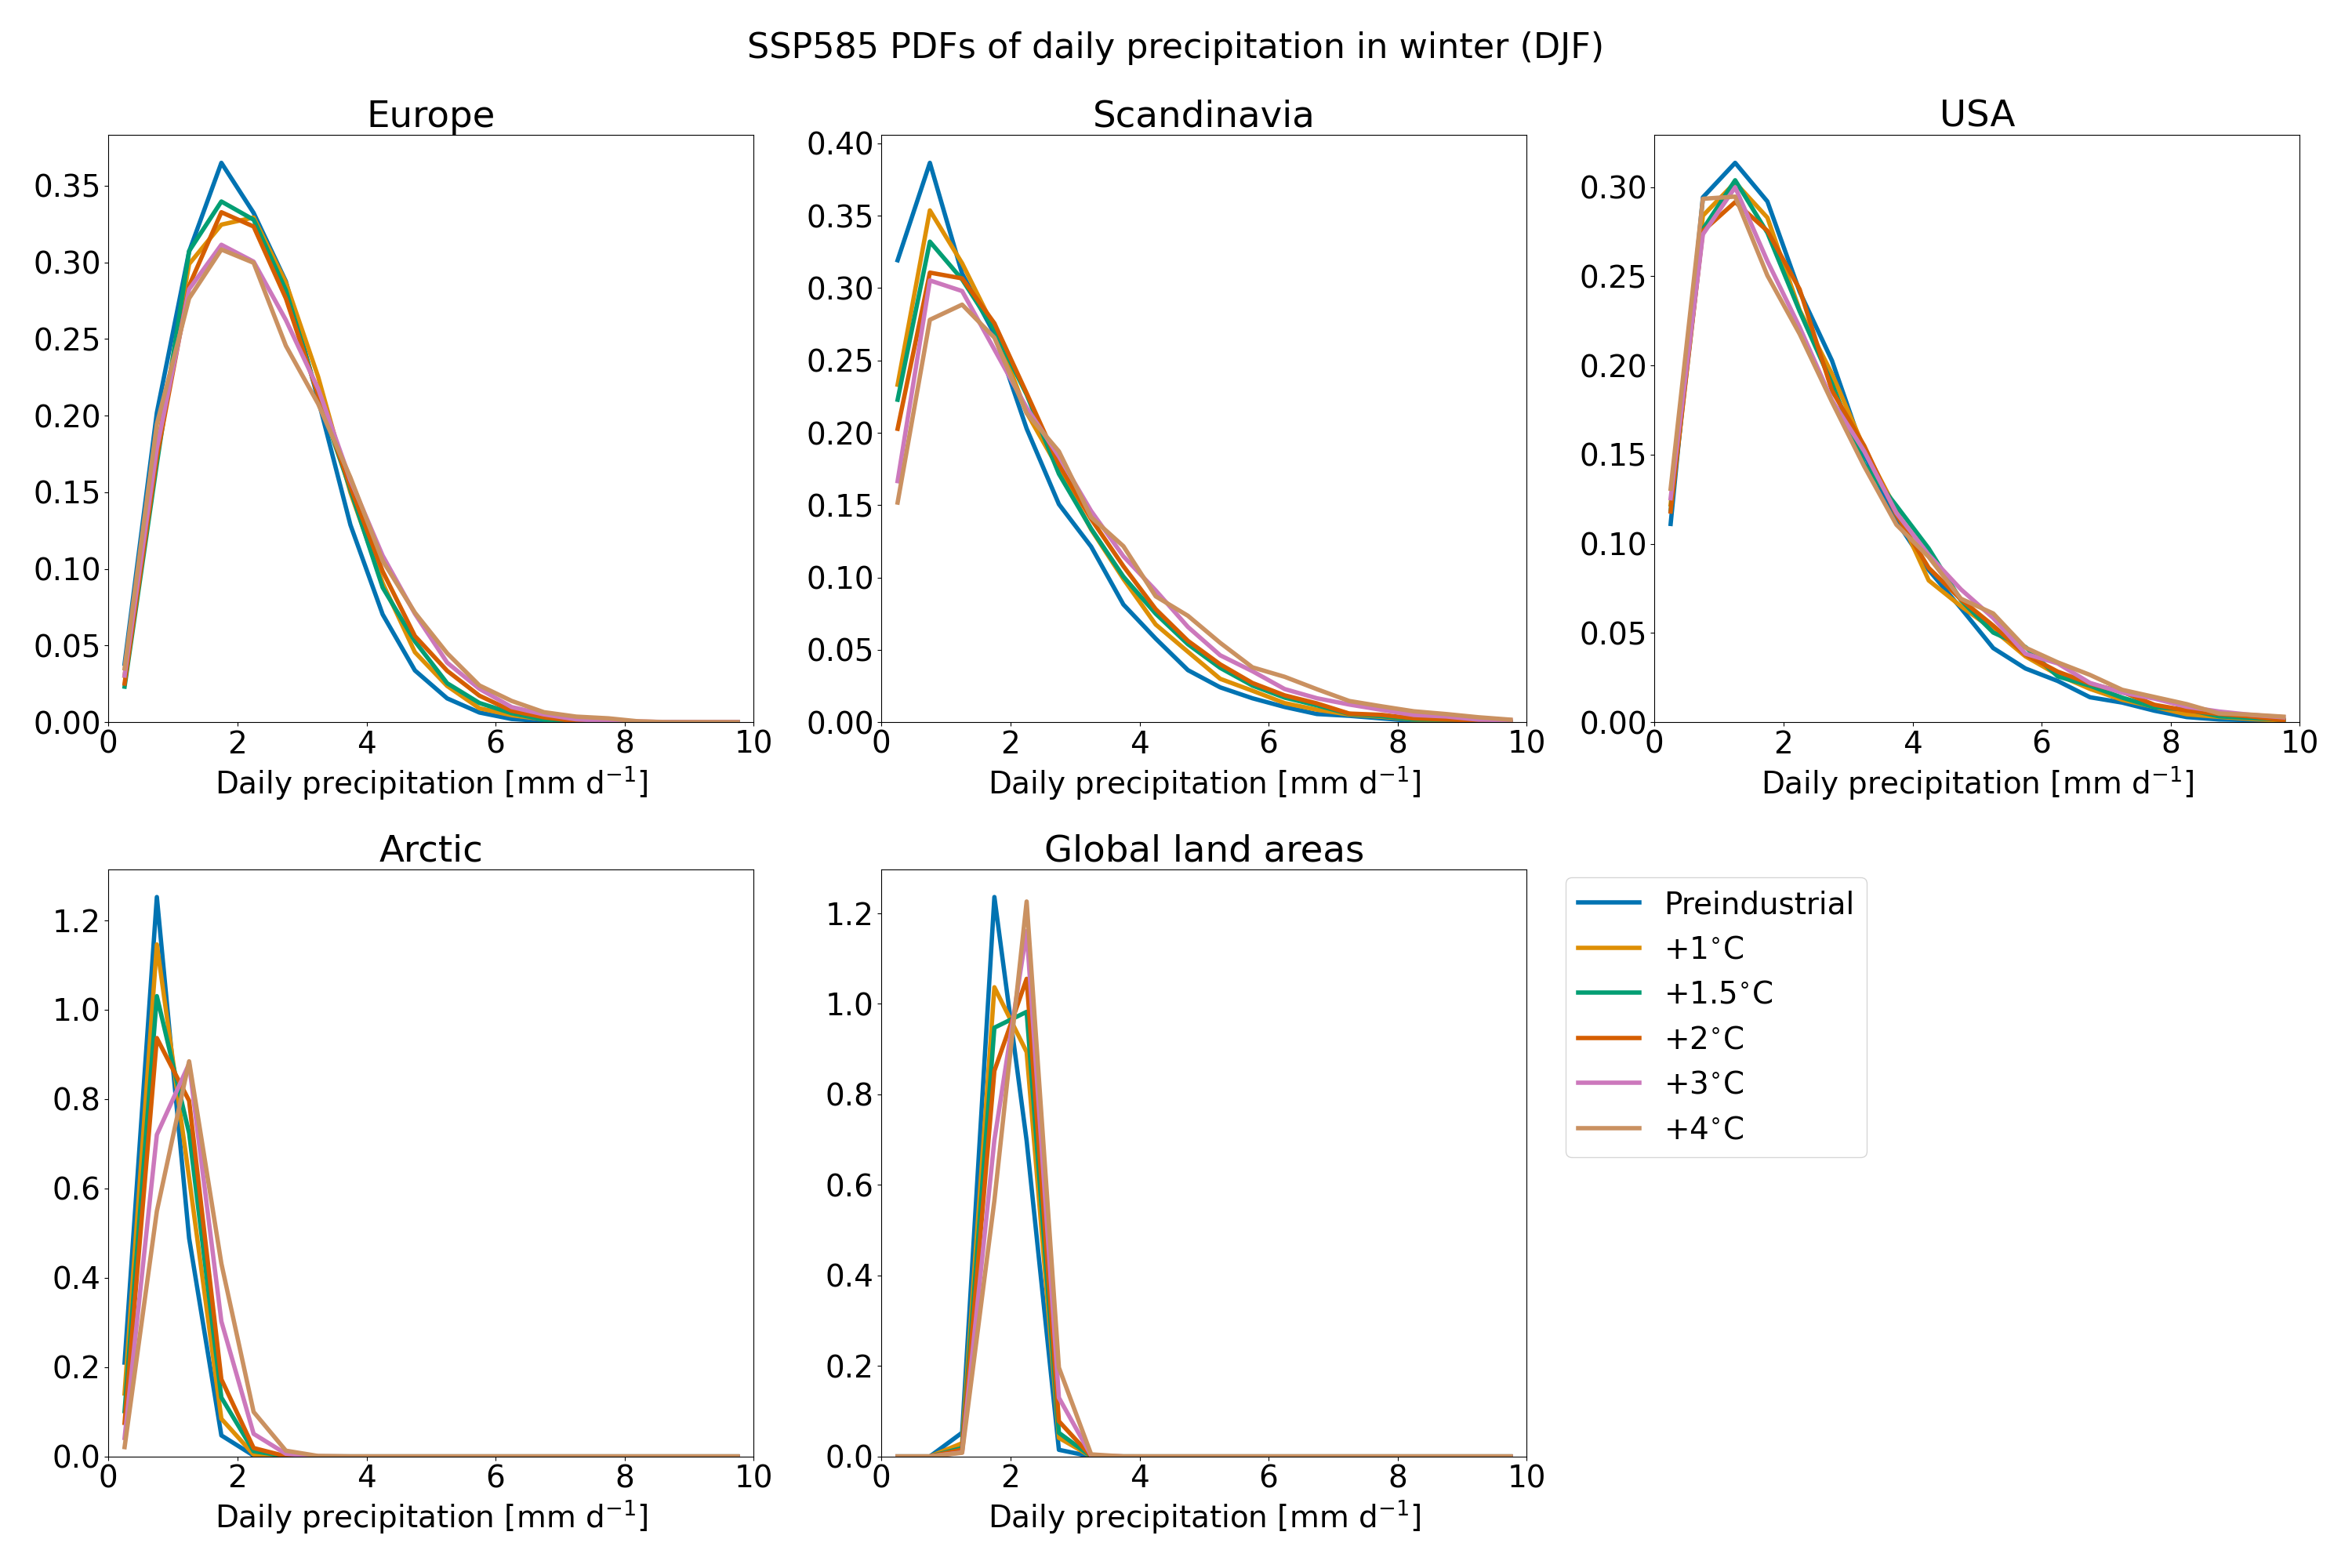 SSP585 PDFs of daily precipitation in winter (DJF)
Europe
0.35
0.30
0.25
0.20
0.15
0.10
0.05
0.00
0 2 4 6 8 10
Daily precipitation [mm d⁻¹]
Scandinavia
0.40
0.35
0.30
0.25
0.20
0.15
0.10
0.05
0.00
0 2 4 6 8 10
Daily precipitation [mm d⁻¹]
USA
0.30
0.25
0.20
0.15
0.10
0.05
0.00
0 2 4 6 8 10
Daily precipitation [mm d⁻¹]
Arctic
1.2
1.0
0.8
0.6
0.4
0.2
0.0
0 2 4 6 8 10
Daily precipitation [mm d⁻¹]
Global land areas
1.2
1.0
0.8
0.6
0.4
0.2
0.0
0 2 4 6 8 10
Daily precipitation [mm d⁻¹]
Preindustrial
+1°C
+1.5°C
+2°C
+3°C
+4°C